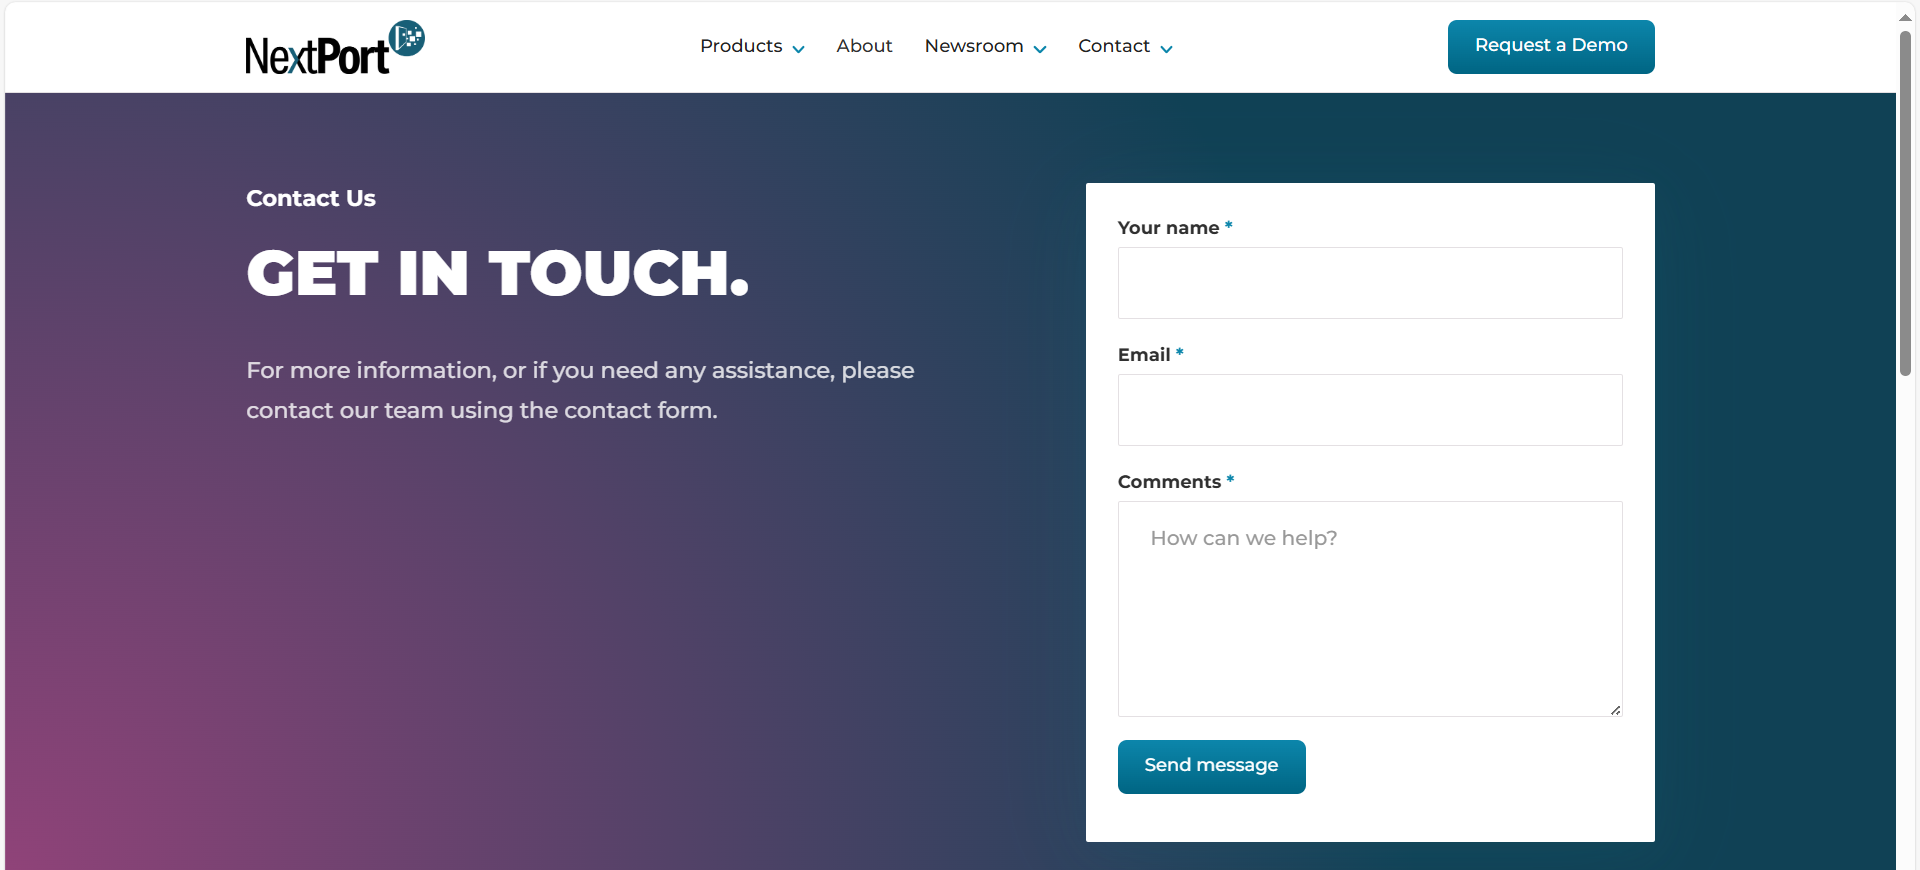 NextPort
Products
About
Newsroom
Contact
Request a Demo
Contact Us
GET IN TOUCH.
For more information, or if you need any assistance, please
contact our team using the contact form.
Your name *
Email *
Comments *
How can we help?
Send message